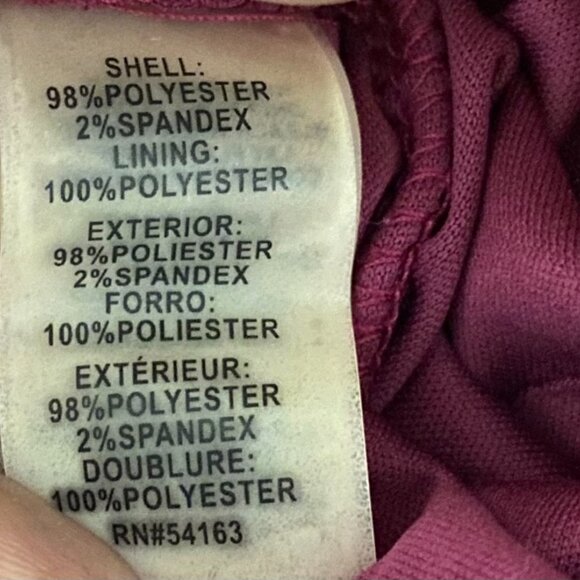 SHELL:
98%POLYESTER
2%SPANDEX
LINING:
100%POLYESTER
EXTERIOR:
98%POLIESTER
2%SPANDEX
FORRO:
100%POLIESTER
EXTÉRIEUR:
98%POLYESTER
2%SPANDEX
DOUBLURE:
100%POLYESTER
RN#54163